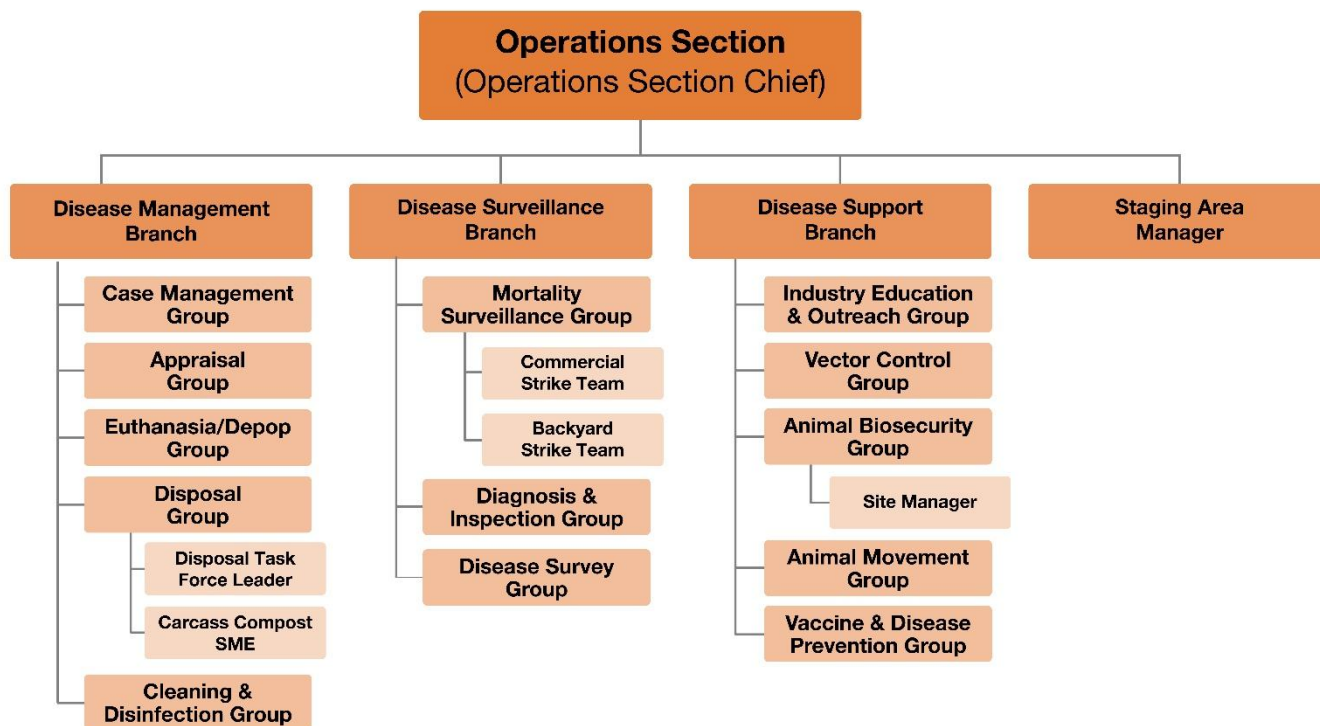 Operations Section
(Operations Section Chief)
Disease Management
Branch
Case Management
Group
Appraisal
Group
Euthanasia/Depop
Group
Disposal
Group
Disposal Task
Force Leader
Carcass Compost
SME
Cleaning &
Disinfection Group
Disease Surveillance
Branch
Mortality
Surveillance Group
Commercial
Strike Team
Backyard
Strike Team
Diagnosis &
Inspection Group
Disease Survey
Group
Disease Support
Branch
Industry Education
& Outreach Group
Vector Control
Group
Animal Biosecurity
Group
Site Manager
Animal Movement
Group
Vaccine & Disease
Prevention Group
Staging Area
Manager